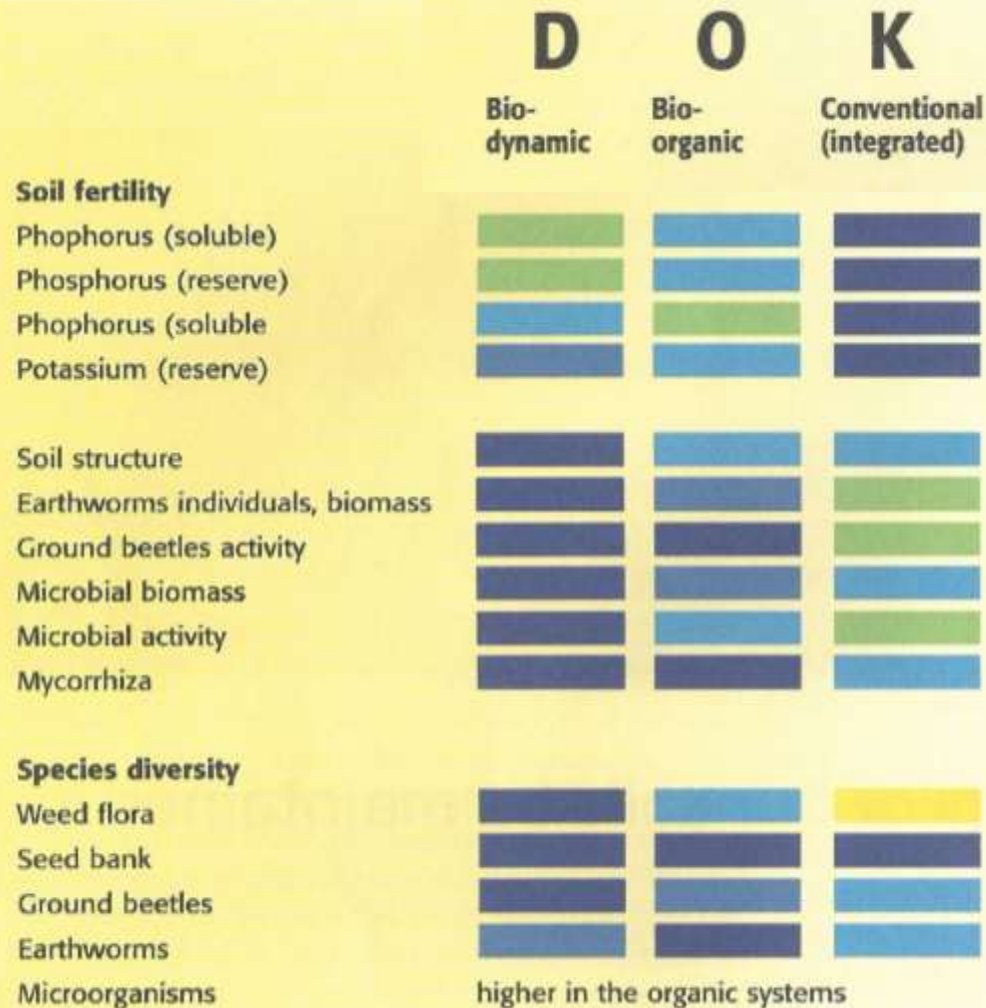 D O K
Bio-
dynamic
Bio-
organic
Conventional
(integrated)
Soil fertility
Phophorus (soluble)
Phosphorus (reserve)
Phophorus (soluble
Potassium (reserve)
Soil structure
Earthworms individuals, biomass
Ground beetles activity
Microbial biomass
Microbial activity
Mycorrhiza
Species diversity
Weed flora
Seed bank
Ground beetles
Earthworms
Microorganisms higher in the organic systems